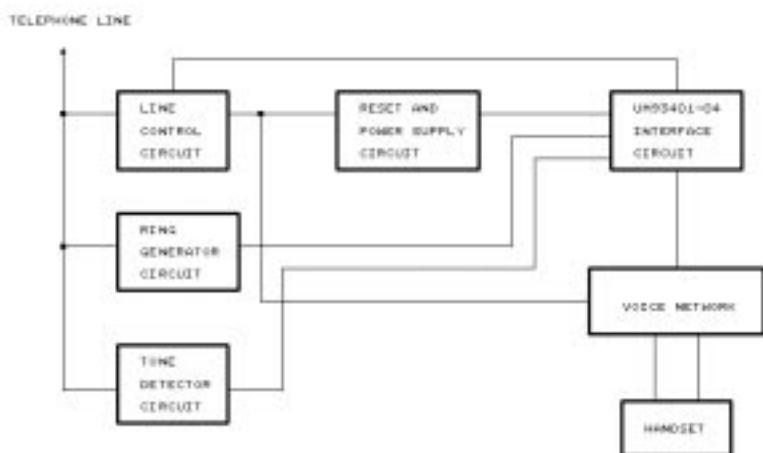 TELEPHONE LINE
LINE
CONTROL
CIRCUIT
RESET AND
POWER SUPPLY
CIRCUIT
UM93401-04
INTERFACE
CIRCUIT
RING
GENERATOR
CIRCUIT
VOICE NETWORK
TONE
DETECTOR
CIRCUIT
HANDSET